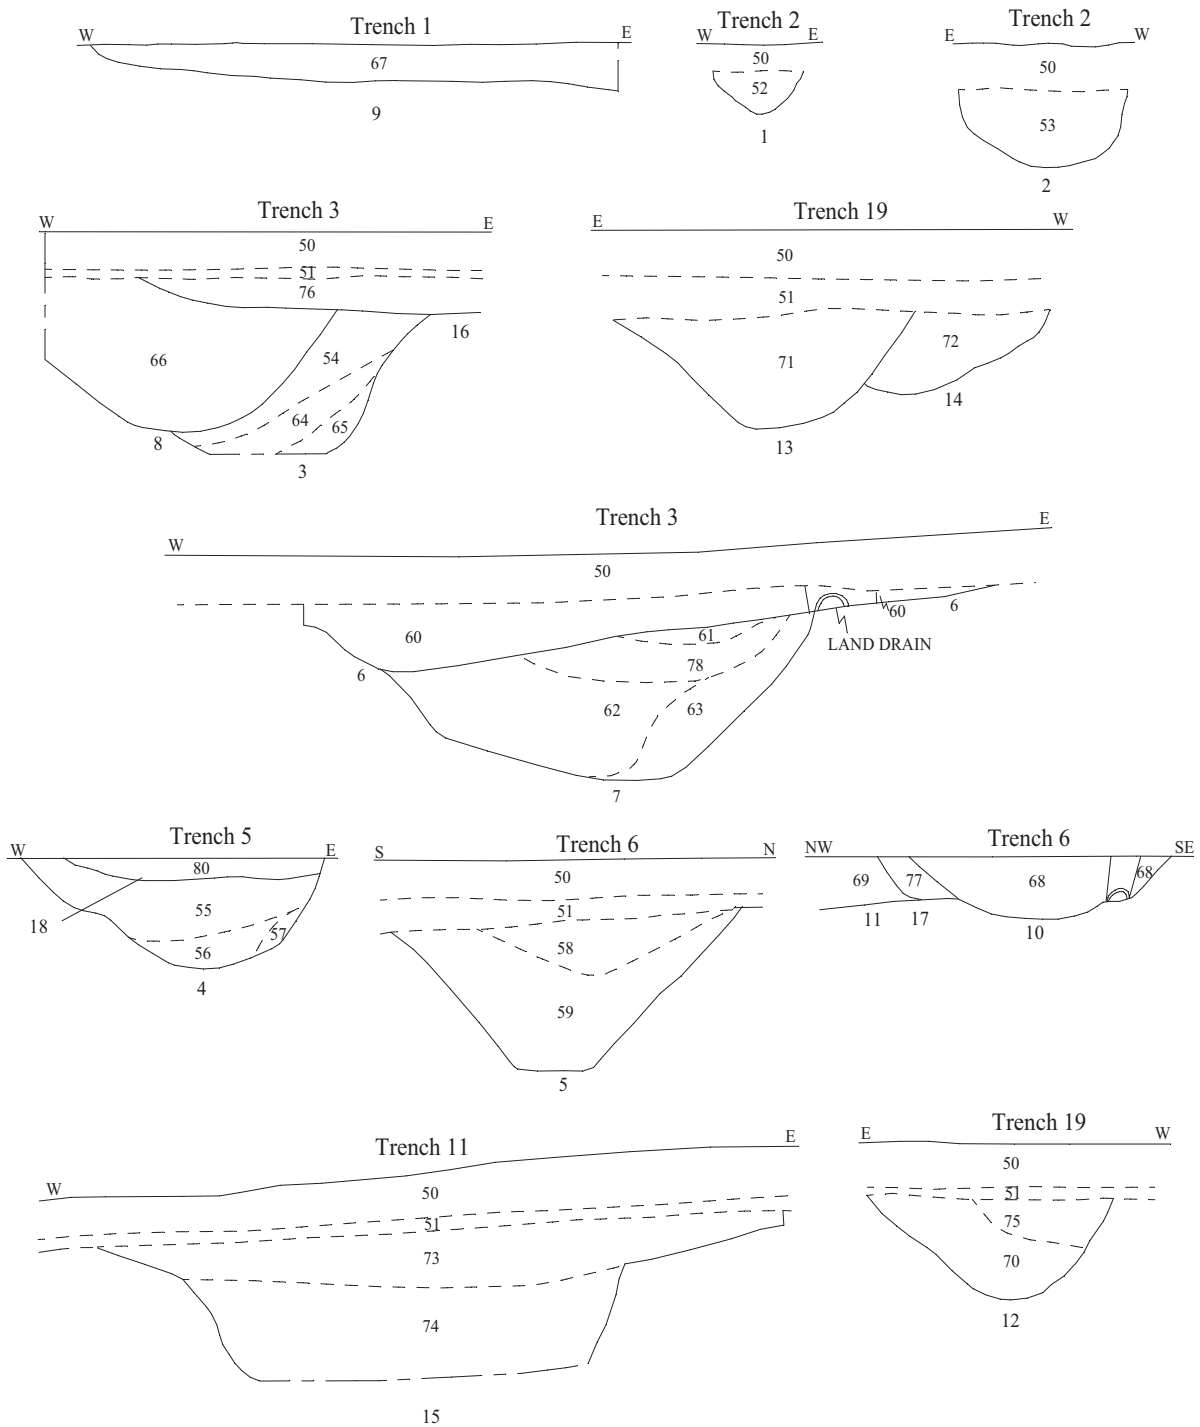 Trench 1
W
E
67
9
Trench 2
W
E
50
52
1
Trench 2
E
W
50
53
2
Trench 3
W
E
50
51
76
16
66
54
64
65
8
3
Trench 19
E
W
50
51
72
71
14
13
Trench 3
W
E
50
60
60
6
61
LAND DRAIN
78
6
62
63
7
Trench 5
W
E
80
55
18
57
56
4
Trench 6
S
N
50
51
58
59
5
Trench 6
NW
SE
69
77
68
68
11
17
10
Trench 11
W
E
50
51
73
74
15
Trench 19
E
W
50
51
75
70
12